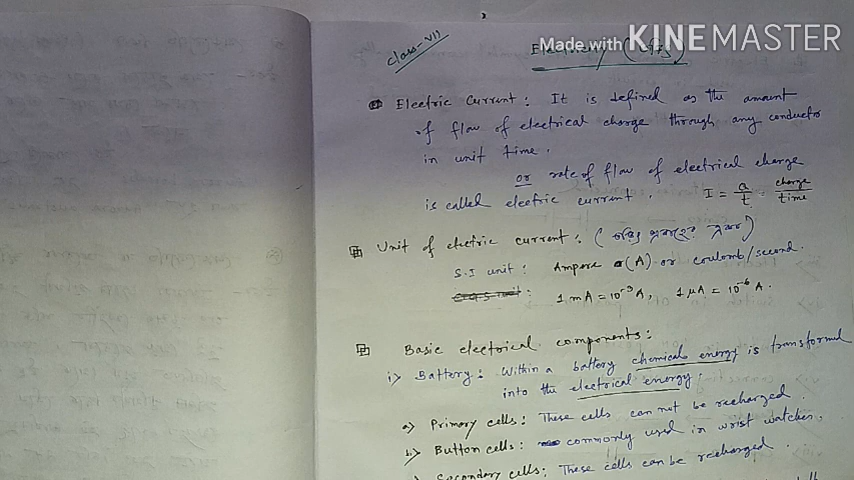 Made with KINEMASTER
Class-VII
Electricity
Electric Current: It is defined as the amount
of flow of electrical charge through any conductor
in unit time.
or rate of flow of electrical charge
is called electric current. I = Q/t = charge/time
Unit of electric current: (তড়িৎ প্রবাহের একক)
S.I unit: Ampere (A) or coulomb/second.
1 mA = 10⁻³ A, 1 μA = 10⁻⁶ A.
Basic electrical components:
i) Battery: Within a battery chemical energy is transformed
into the electrical energy.
a) Primary cells: These cells can not be recharged.
b) Button cells: commonly used in wrist watches.
Secondary cells: These cells can be recharged.